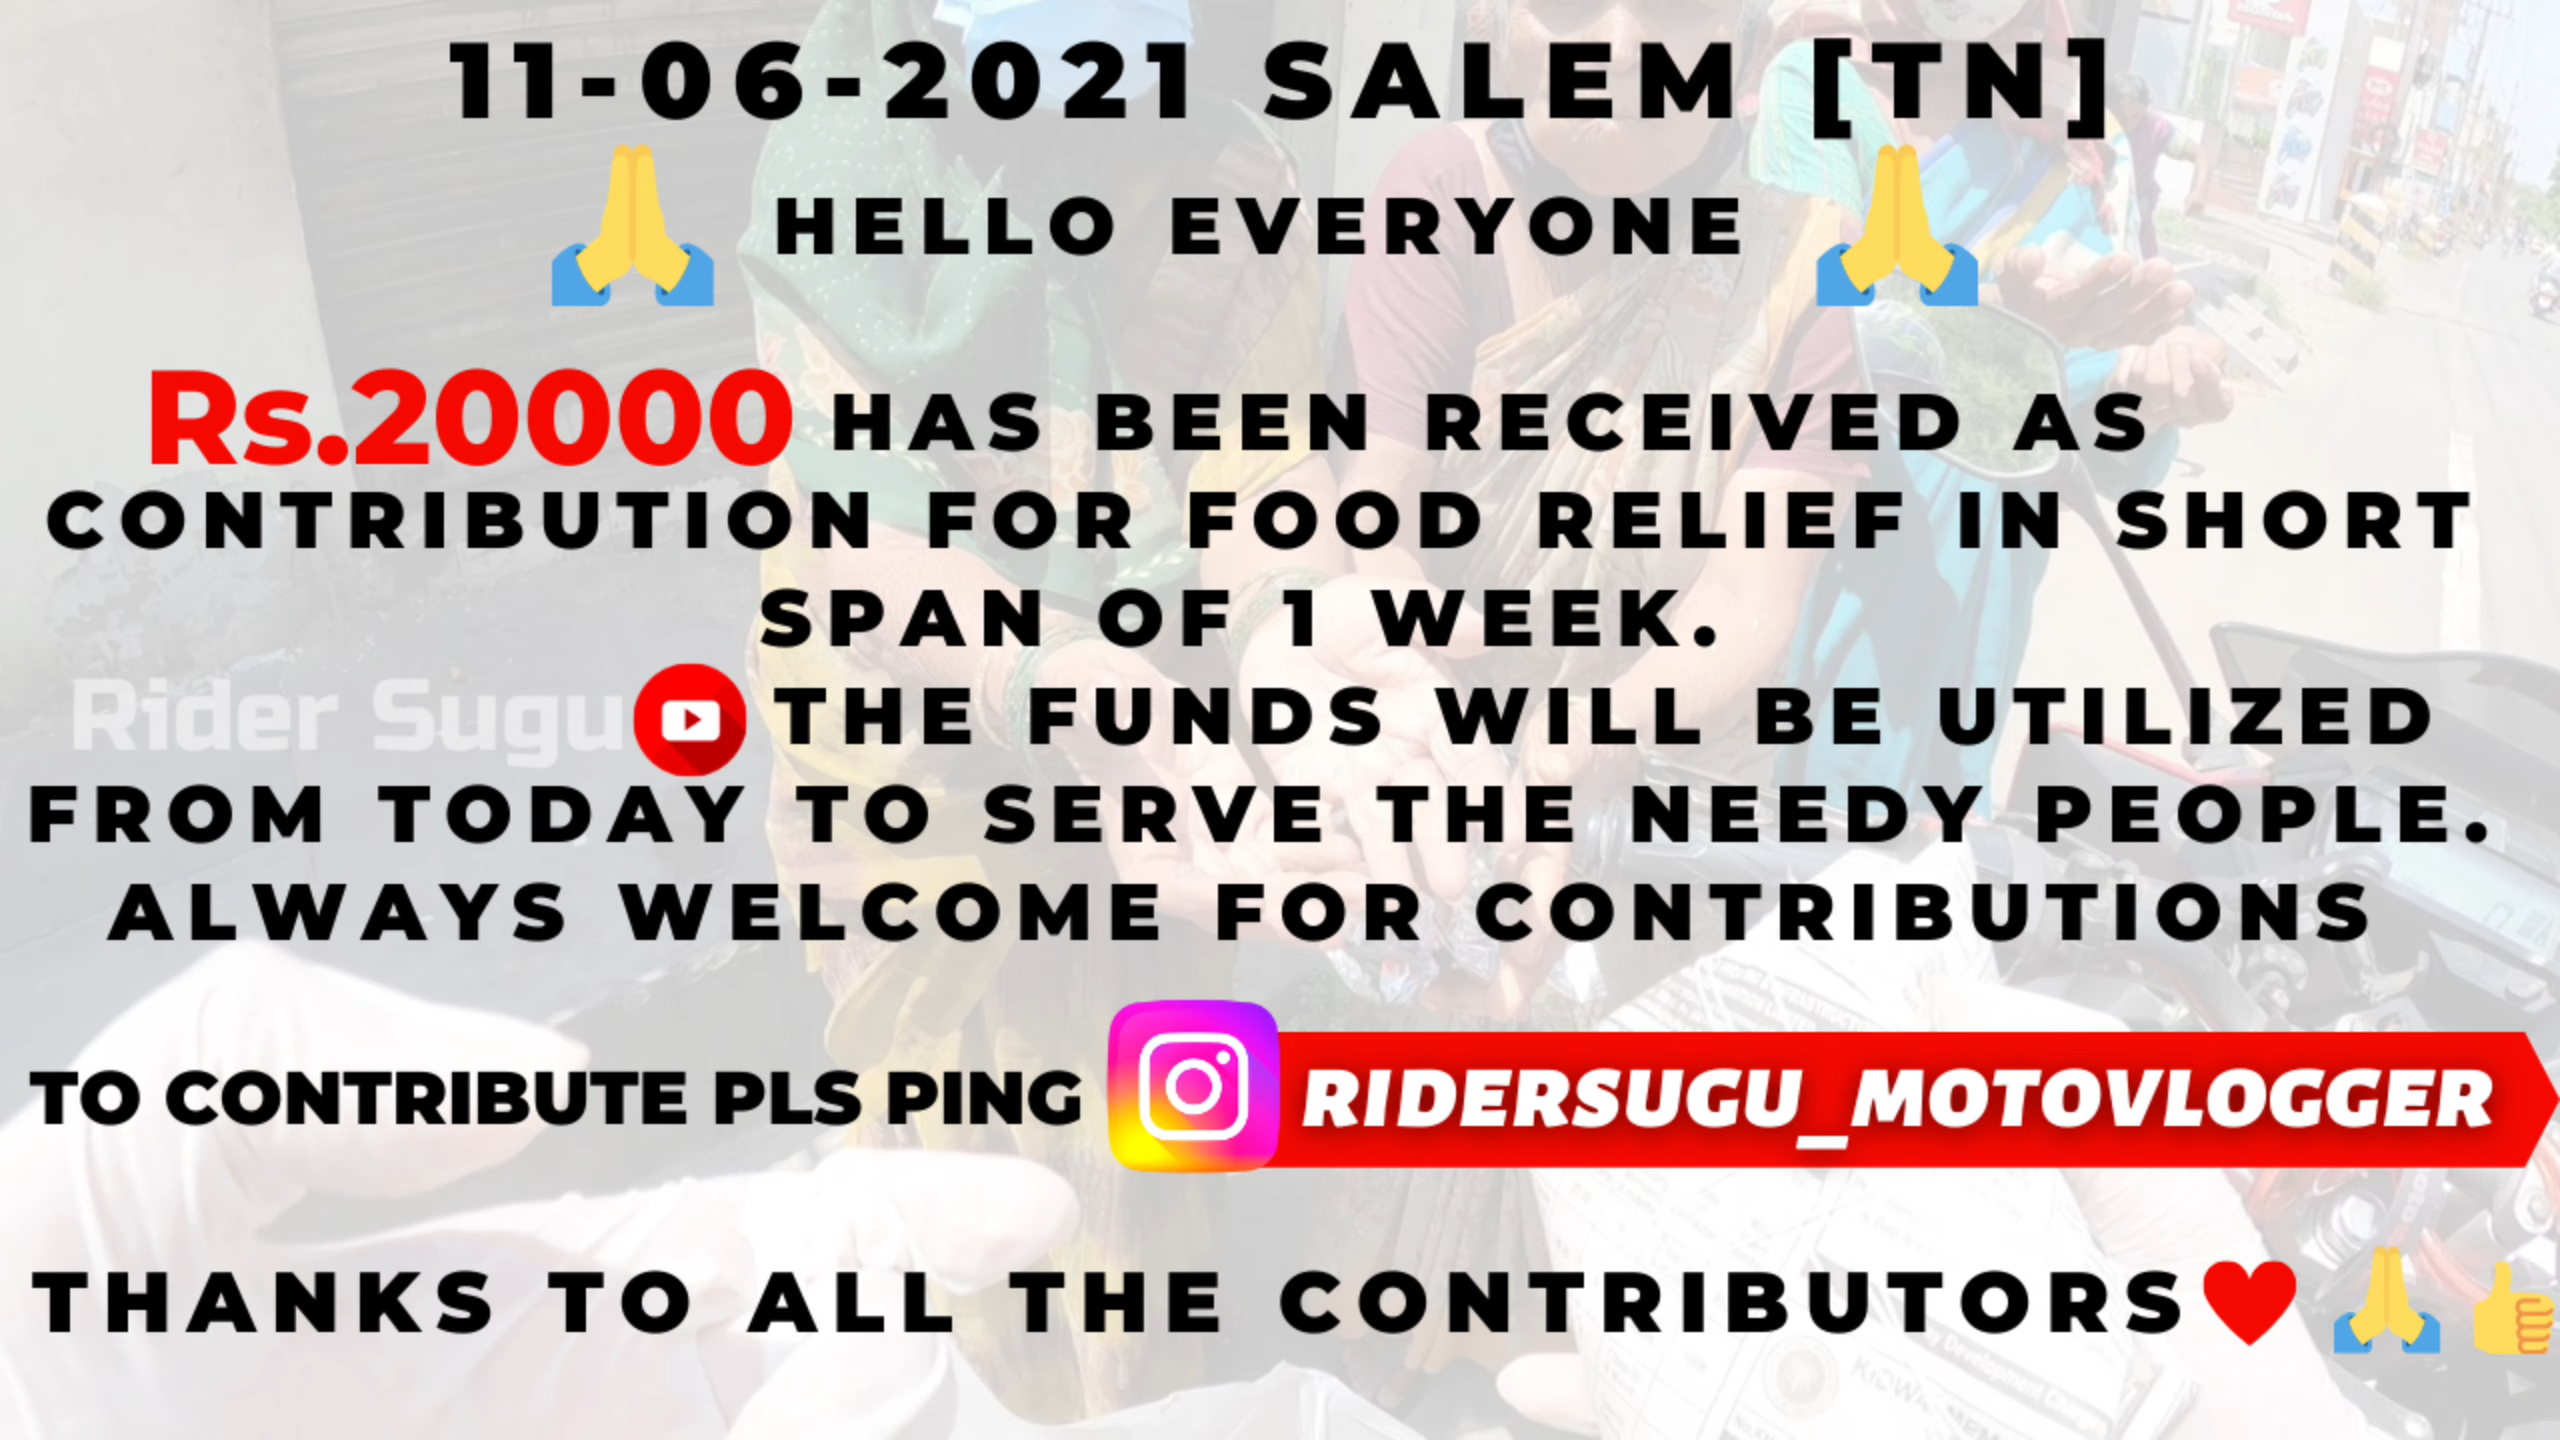 11-06-2021 SALEM [TN]
🙏 HELLO EVERYONE 🙏
Rs.20000 HAS BEEN RECEIVED AS
CONTRIBUTION FOR FOOD RELIEF IN SHORT
SPAN OF 1 WEEK.
Rider Sugu
THE FUNDS WILL BE UTILIZED
FROM TODAY TO SERVE THE NEEDY PEOPLE.
ALWAYS WELCOME FOR CONTRIBUTIONS
TO CONTRIBUTE PLS PING RIDERSUGU_MOTOVLOGGER
THANKS TO ALL THE CONTRIBUTORS❤️ 🙏 👍